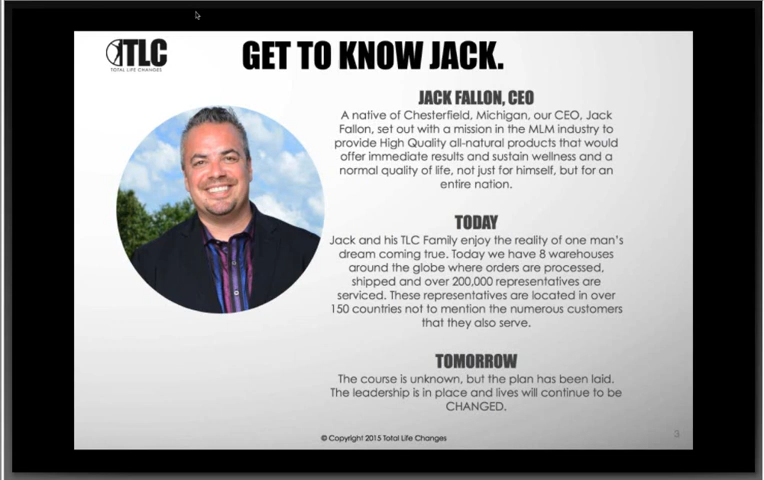 TLC
TOTAL LIFE CHANGES
GET TO KNOW JACK.
JACK FALLON, CEO
A native of Chesterfield, Michigan, our CEO, Jack
Fallon, set out with a mission in the MLM industry to
provide High Quality all-natural products that would
offer immediate results and sustain wellness and a
normal quality of life, not just for himself, but for an
entire nation.
TODAY
Jack and his TLC Family enjoy the reality of one man's
dream coming true. Today we have 8 warehouses
around the globe where orders are processed,
shipped and over 200,000 representatives are
serviced. These representatives are located in over
150 countries not to mention the numerous customers
that they also serve.
TOMORROW
The course is unknown, but the plan has been laid.
The leadership is in place and lives will continue to be
CHANGED.
© Copyright 2015 Total Life Changes